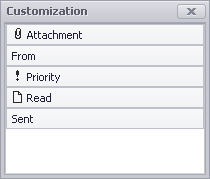 Customization
Attachment
From
Priority
Read
Sent